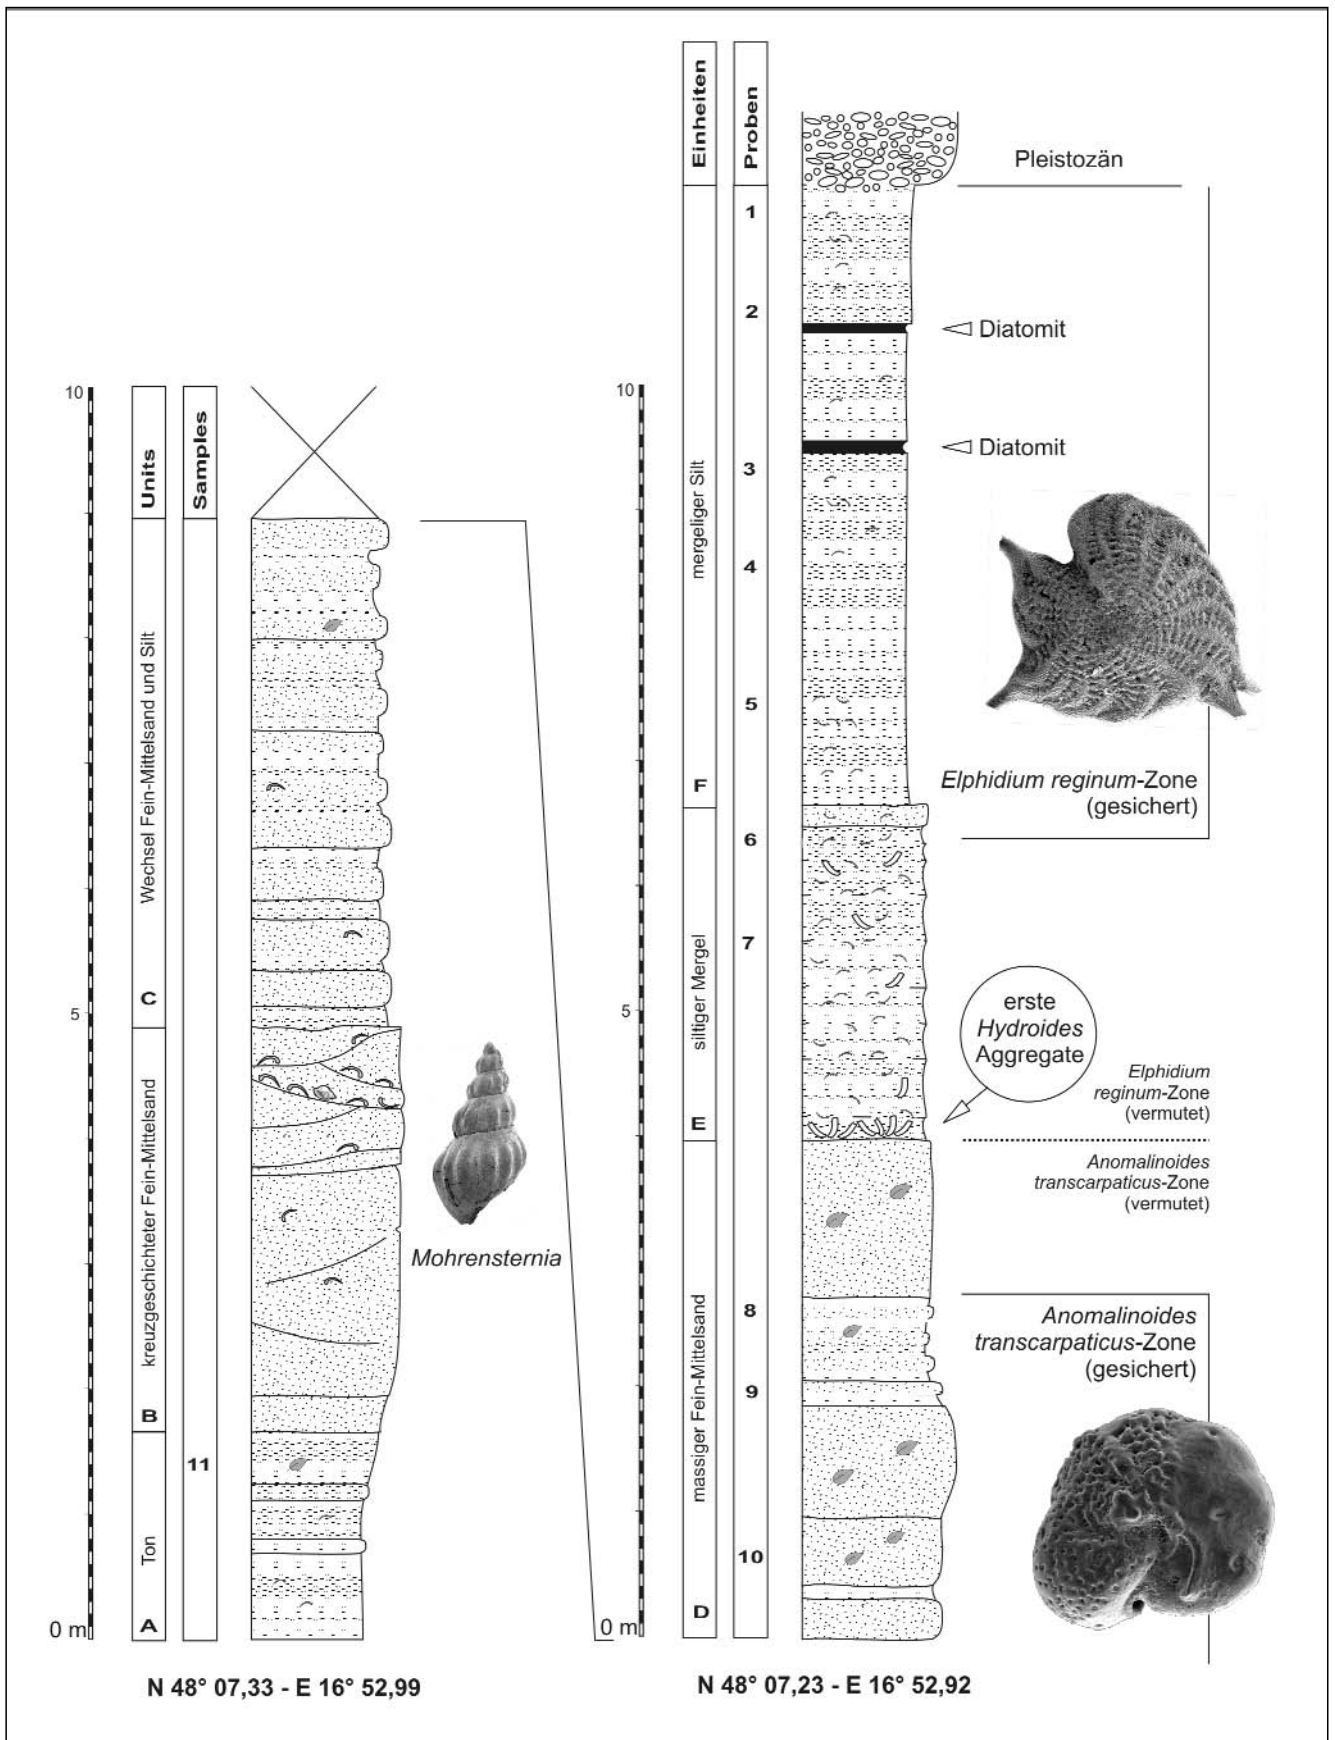 Units
Samples
10
5
0 m
Wechsel Fein-Mittelsand und Silt
C
kreuzgeschichteter Fein-Mittelsand
B
Ton
A
11
Mohrensternia
N 48° 07,33 - E 16° 52,99
Einheiten
Proben
10
5
0 m
mergeliger Silt
F
siltiger Mergel
E
massiger Fein-Mittelsand
D
1
2
3
4
5
6
7
8
9
10
Pleistozän
Diatomit
Diatomit
Elphidium reginum-Zone
(gesichert)
erste
Hydroides
Aggregate
Elphidium
reginum-Zone
(vermutet)
Anomalinoides
transcarpaticus-Zone
(vermutet)
Anomalinoides
transcarpaticus-Zone
(gesichert)
N 48° 07,23 - E 16° 52,92